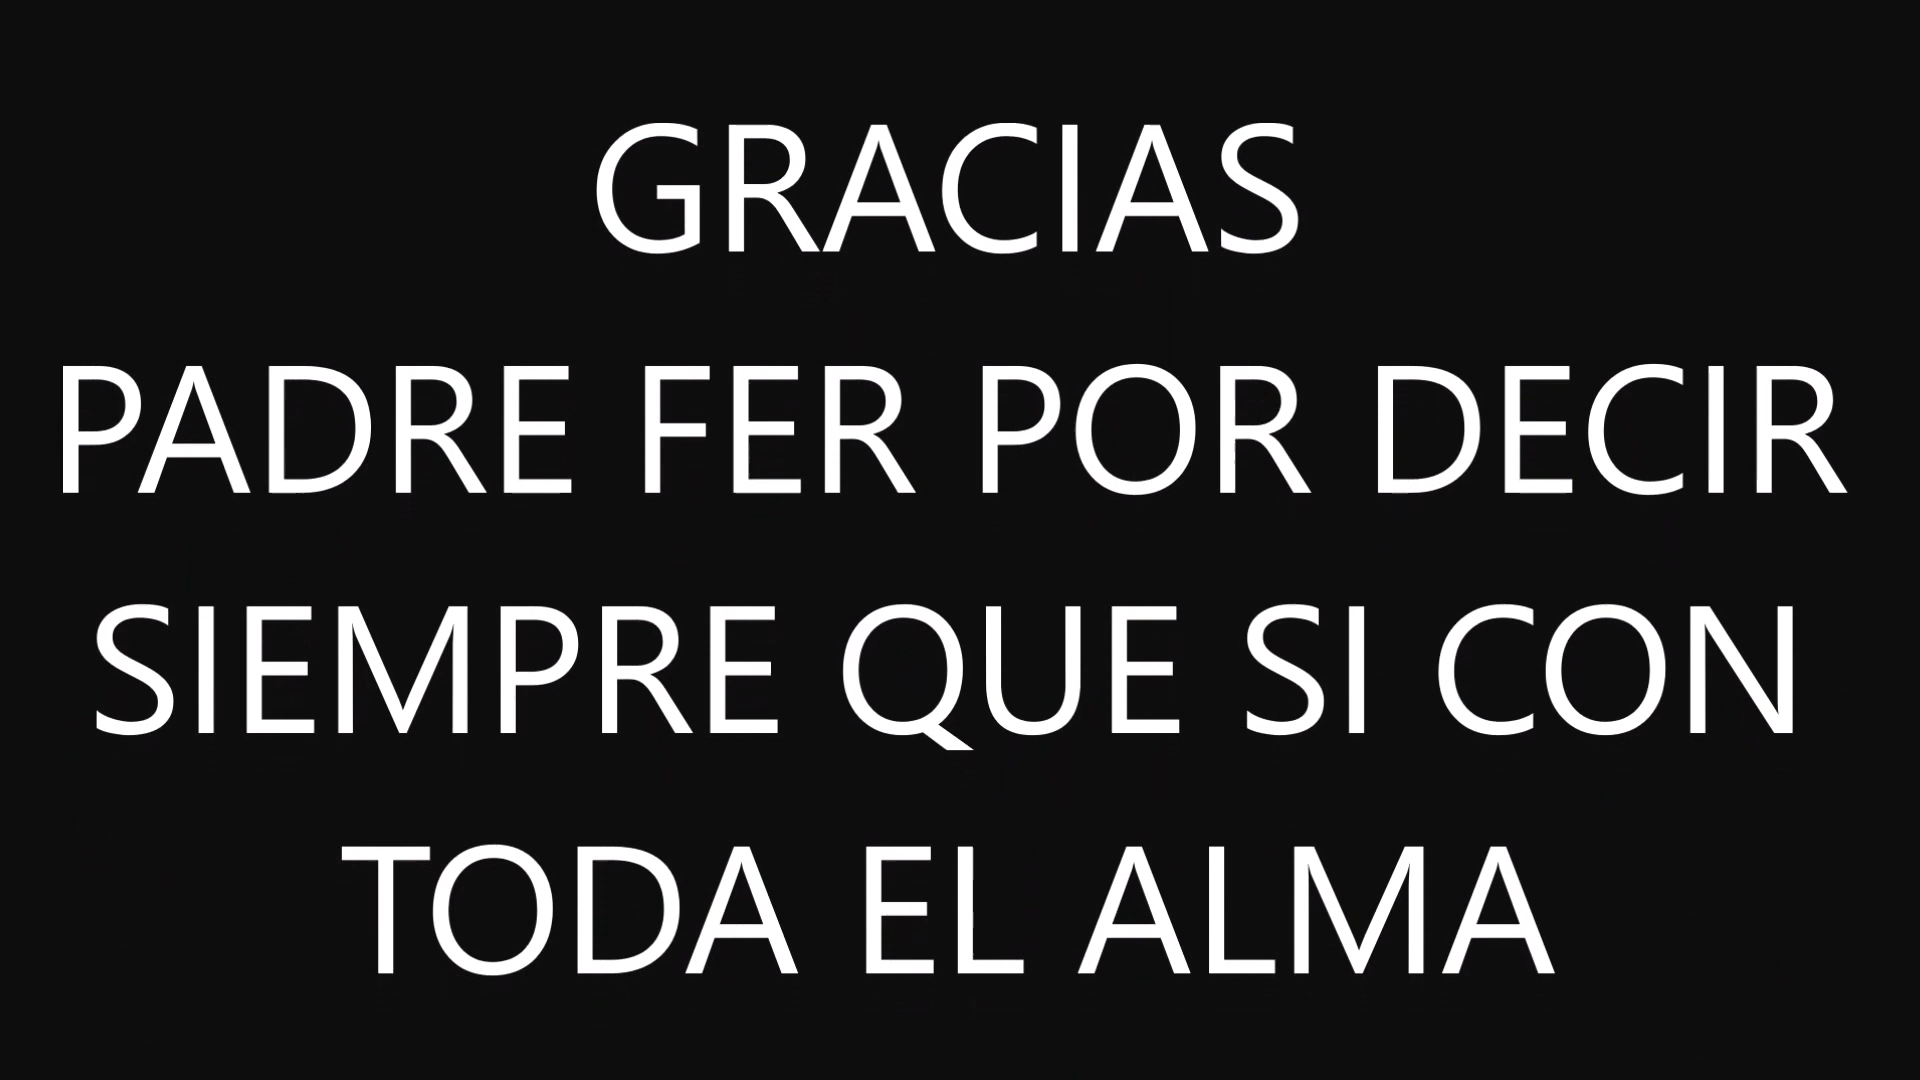 GRACIAS
PADRE FER POR DECIR
SIEMPRE QUE SI CON
TODA EL ALMA